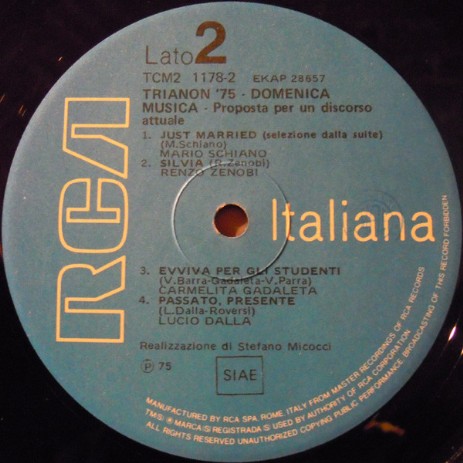 Lato 2
TCM2 1178-2 EKAP 28657
TRIANON '75 - DOMENICA
MUSICA - Proposta per un discorso
attuale
1. JUST MARRIED (selezione dalla suite)
(M.Schiano)
MARIO SCHIANO
2. SILVIA (R.Zenobi)
RENZO ZENOBI
RCA
Italiana
3. EVVIVA PER GLI STUDENTI
(V.Barra-Gadaleta-V.Parra)
CARMELITA GADALETA
4. PASSATO, PRESENTE
(L.Dalla-Roversi)
LUCIO DALLA
Realizzazione di Stefano Micocci
℗ 75
SIAE
MANUFACTURED BY RCA SPA, ROME, ITALY FROM MASTER RECORDINGS OF RCA RECORDS
TM(S) ® MARCA(S) REGISTRADA(S) USED BY AUTHORITY OF RCA CORPORATION
ALL RIGHTS RESERVED UNAUTHORIZED COPYING PUBLIC PERFORMANCE, BROADCASTING OF THIS RECORD FORBIDDEN